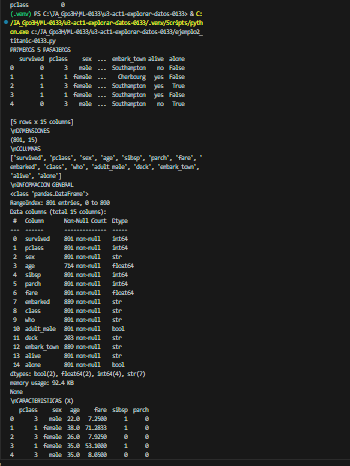 pclass 0
(.venv) PS C:\IA_Gpo3H\ML-0133\u3-act1-explorar-datos-0133> & C:
/IA_Gpo3H/ML-0133/u3-act1-explorar-datos-0133/.venv/Scripts/pyth
on.exe c:/IA_Gpo3H/ML-0133/u3-act1-explorar-datos-0133/ejemplo2_
titanic-0133.py
PRIMEROS 5 PASAJEROS
survived pclass sex ... embark_town alive alone
0 0 3 male ... Southampton no False
1 1 1 female ... Cherbourg yes False
2 1 3 female ... Southampton yes True
3 1 1 female ... Southampton yes False
4 0 3 male ... Southampton no True
[5 rows x 15 columns]
\nDIMENSIONES
(891, 15)
\nCOLUMNAS
["survived", "pclass", "sex", "age", "sibsp", "parch", "fare", "
embarked", "class", "who", "adult_male", "deck", "embark_town",
"alive", "alone"]
\nINFORMACION GENERAL
<class "pandas.DataFrame">
RangeIndex: 891 entries, 0 to 890
Data columns (total 15 columns):
# Column Non-Null Count Dtype
--- ------ -------------- -----
0 survived 891 non-null int64
1 pclass 891 non-null int64
2 sex 891 non-null str
3 age 714 non-null float64
4 sibsp 891 non-null int64
5 parch 891 non-null int64
6 fare 891 non-null float64
7 embarked 889 non-null str
8 class 891 non-null str
9 who 891 non-null str
10 adult_male 891 non-null bool
11 deck 203 non-null str
12 embark_town 889 non-null str
13 alive 891 non-null str
14 alone 891 non-null bool
dtypes: bool(2), float64(2), int64(4), str(7)
memory usage: 92.4 KB
None
\nCARACTERISTICAS (X)
pclass sex age fare sibsp parch
0 3 male 22.0 7.2500 1 0
1 1 female 38.0 71.2833 1 0
2 3 female 26.0 7.9250 0 0
3 1 female 35.0 53.1000 1 0
4 3 male 35.0 8.0500 0 0